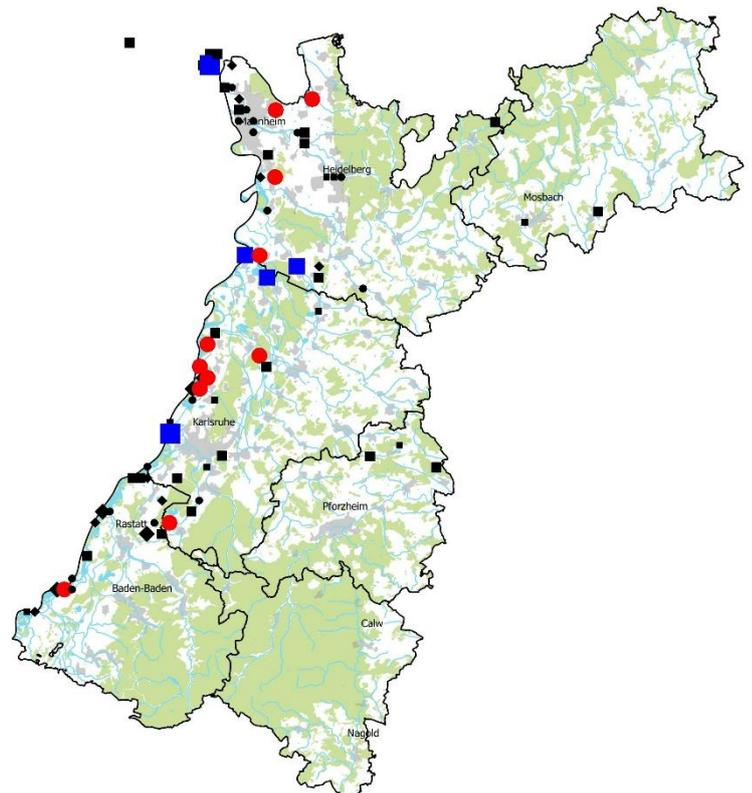 Mannheim
Heidelberg
Mosbach
Karlsruhe
Pforzheim
Rastatt
Baden-Baden
Calw
Nagold